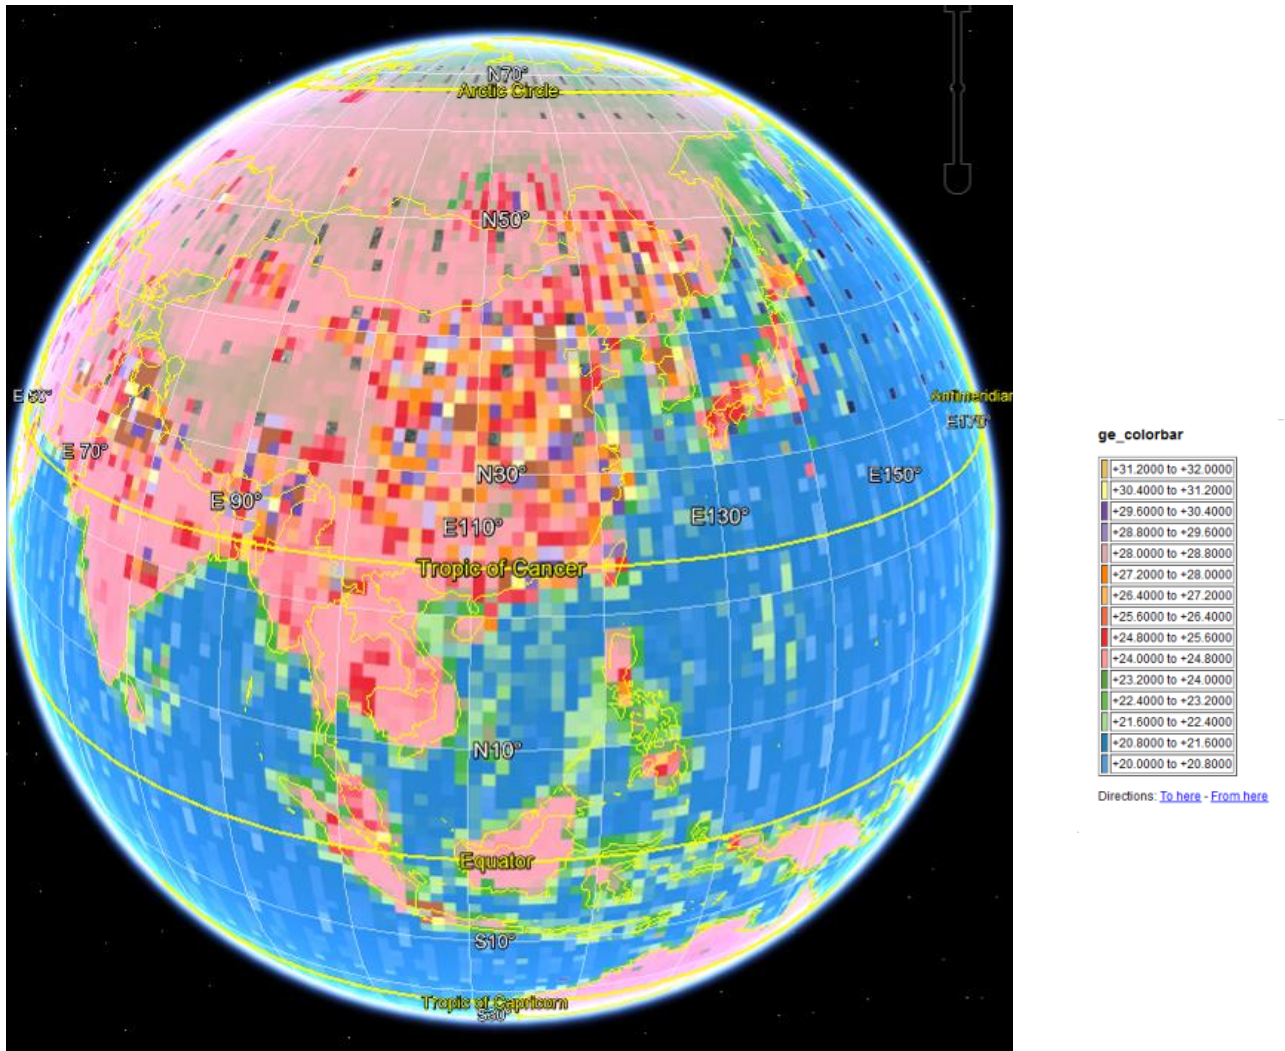 N70°
Arctic Circle
N50°
E 50°
Antimeridian
E170°
E 70°
N30°
E150°
E 90°
E110°
E130°
Tropic of Cancer
N10°
Equator
S10°
Tropic of Capricorn
ge_colorbar
+31.2000 to +32.0000
+30.4000 to +31.2000
+29.6000 to +30.4000
+28.8000 to +29.6000
+28.0000 to +28.8000
+27.2000 to +28.0000
+26.4000 to +27.2000
+25.6000 to +26.4000
+24.8000 to +25.6000
+24.0000 to +24.8000
+23.2000 to +24.0000
+22.4000 to +23.2000
+21.6000 to +22.4000
+20.8000 to +21.6000
+20.0000 to +20.8000
Directions: To here - From here